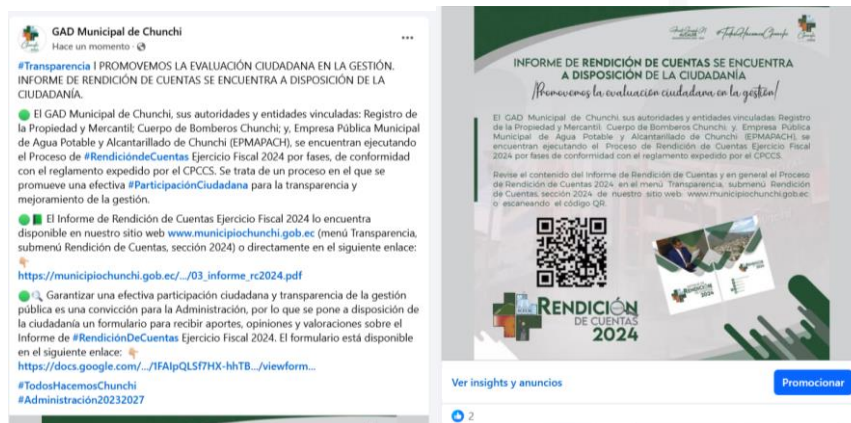 GAD Municipal de Chunchi
Hace un momento ·
#Transparencia I PROMOVEMOS LA EVALUACIÓN CIUDADANA EN LA GESTIÓN.
INFORME DE RENDICIÓN DE CUENTAS SE ENCUENTRA A DISPOSICIÓN DE LA
CIUDADANÍA.
El GAD Municipal de Chunchi, sus autoridades y entidades vinculadas: Registro de
la Propiedad y Mercantil; Cuerpo de Bomberos Chunchi; y, Empresa Pública Municipal
de Agua Potable y Alcantarillado de Chunchi (EPMAPACH), se encuentran ejecutando
el Proceso de #RendicióndeCuentas Ejercicio Fiscal 2024 por fases, de conformidad
con el reglamento expedido por el CPCCS. Se trata de un proceso en el que se
promueve una efectiva #ParticipaciónCiudadana para la transparencia y
mejoramiento de la gestión.
El Informe de Rendición de Cuentas Ejercicio Fiscal 2024 lo encuentra
disponible en nuestro sitio web www.municipiochunchi.gob.ec (menú Transparencia,
submenú Rendición de Cuentas, sección 2024) o directamente en el siguiente enlace:
https://municipiochunchi.gob.ec/.../03_informe_rc2024.pdf
Garantizar una efectiva participación ciudadana y transparencia de la gestión
pública es una convicción para la Administración, por lo que se pone a disposición de
la ciudadanía un formulario para recibir aportes, opiniones y valoraciones sobre el
Informe de #RendiciónDeCuentas Ejercicio Fiscal 2024. El formulario está disponible
en el siguiente enlace:
https://docs.google.com/.../1FAIpQLSf7HX-hhTB.../viewform...
#TodosHacemosChunchi
#Administración20232027
#TodosHacemosChunchi
INFORME DE RENDICIÓN DE CUENTAS SE ENCUENTRA
A DISPOSICIÓN DE LA CIUDADANÍA
¡Promovemos la evaluación ciudadana en la gestión!
El GAD Municipal de Chunchi, sus autoridades y entidades vinculadas: Registro
de la Propiedad y Mercantil; Cuerpo de Bomberos Chunchi; y, Empresa Pública
Municipal de Agua Potable y Alcantarillado de Chunchi (EPMAPACH), se
encuentran ejecutando el Proceso de Rendición de Cuentas Ejercicio Fiscal
2024 por fases de conformidad con el reglamento expedido por el CPCCS.
Revise el contenido del Informe de Rendición de Cuentas y en general el Proceso
de Rendición de Cuentas 2024 en el menú Transparencia, submenú Rendición
de Cuentas, sección 2024 de nuestro sitio web: www.municipiochunchi.gob.ec
o escaneando el código QR.
RENDICIÓN
DE CUENTAS
2024
RENDICIÓN
2024
Ver insights y anuncios
Promocionar
2